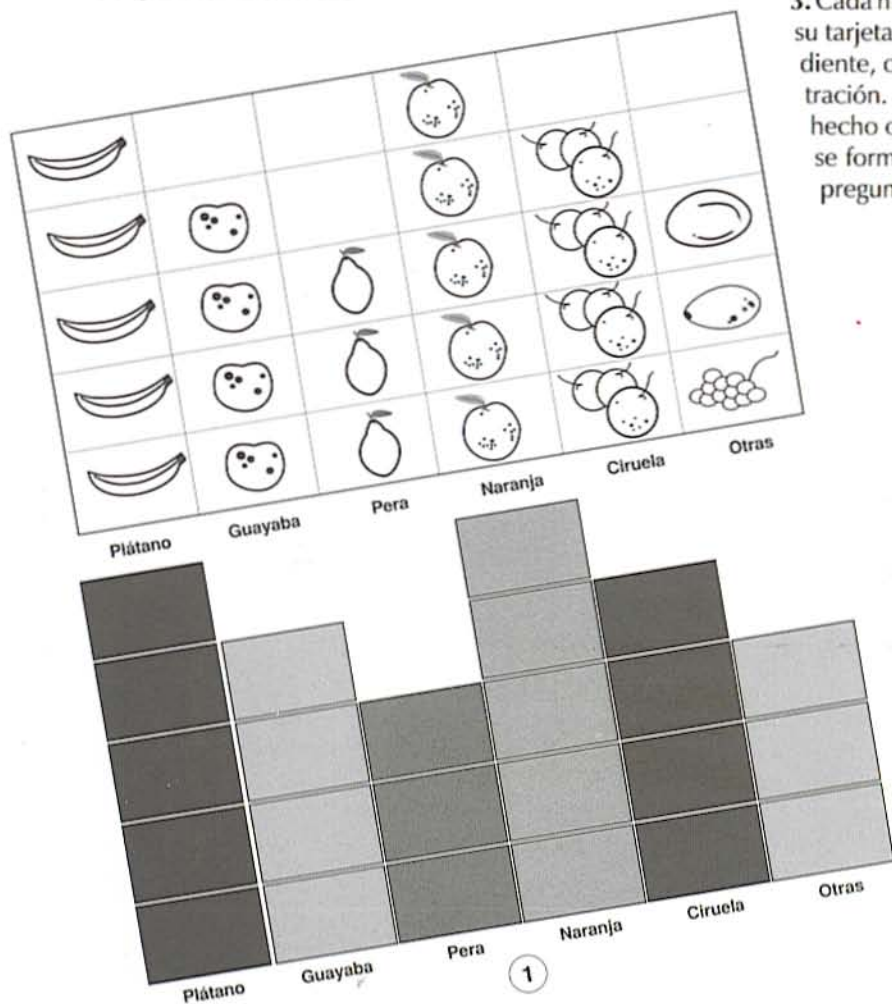 3. Cada
su tarjeta
diente,
tración.
hecho
se form
pregun
Plátano
Guayaba
Pera
Naranja
Ciruela
Otras
Plátano
Guayaba
Pera
Naranja
Ciruela
Otras
1